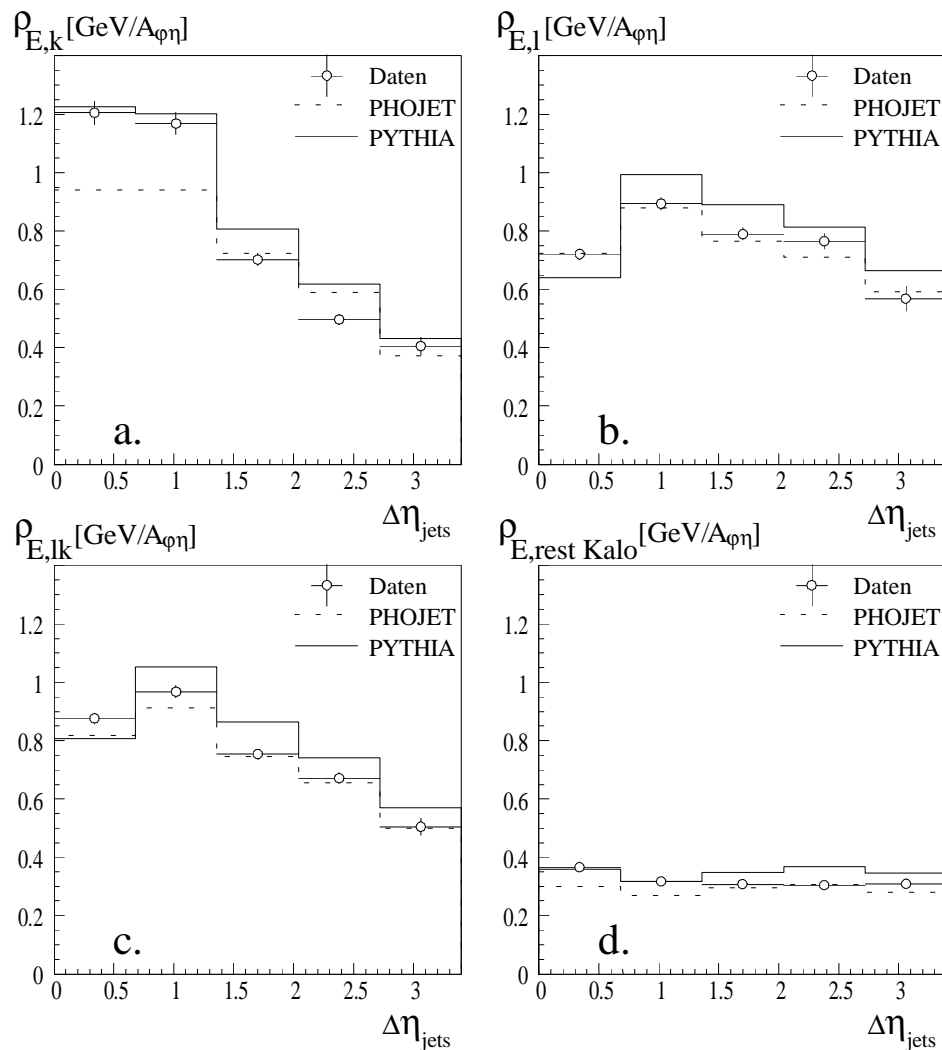 ρE,k [GeV/Aφη]
Daten
PHOJET
PYTHIA
1.2
1
0.8
0.6
0.4
0.2
0
a.
0 0.5 1 1.5 2 2.5 3
Δηjets
ρE,l [GeV/Aφη]
Daten
PHOJET
PYTHIA
1.2
1
0.8
0.6
0.4
0.2
0
b.
0 0.5 1 1.5 2 2.5 3
Δηjets
ρE,lk [GeV/Aφη]
Daten
PHOJET
PYTHIA
1.2
1
0.8
0.6
0.4
0.2
0
c.
0 0.5 1 1.5 2 2.5 3
Δηjets
ρE,rest Kalo [GeV/Aφη]
Daten
PHOJET
PYTHIA
1.2
1
0.8
0.6
0.4
0.2
0
d.
0 0.5 1 1.5 2 2.5 3
Δηjets